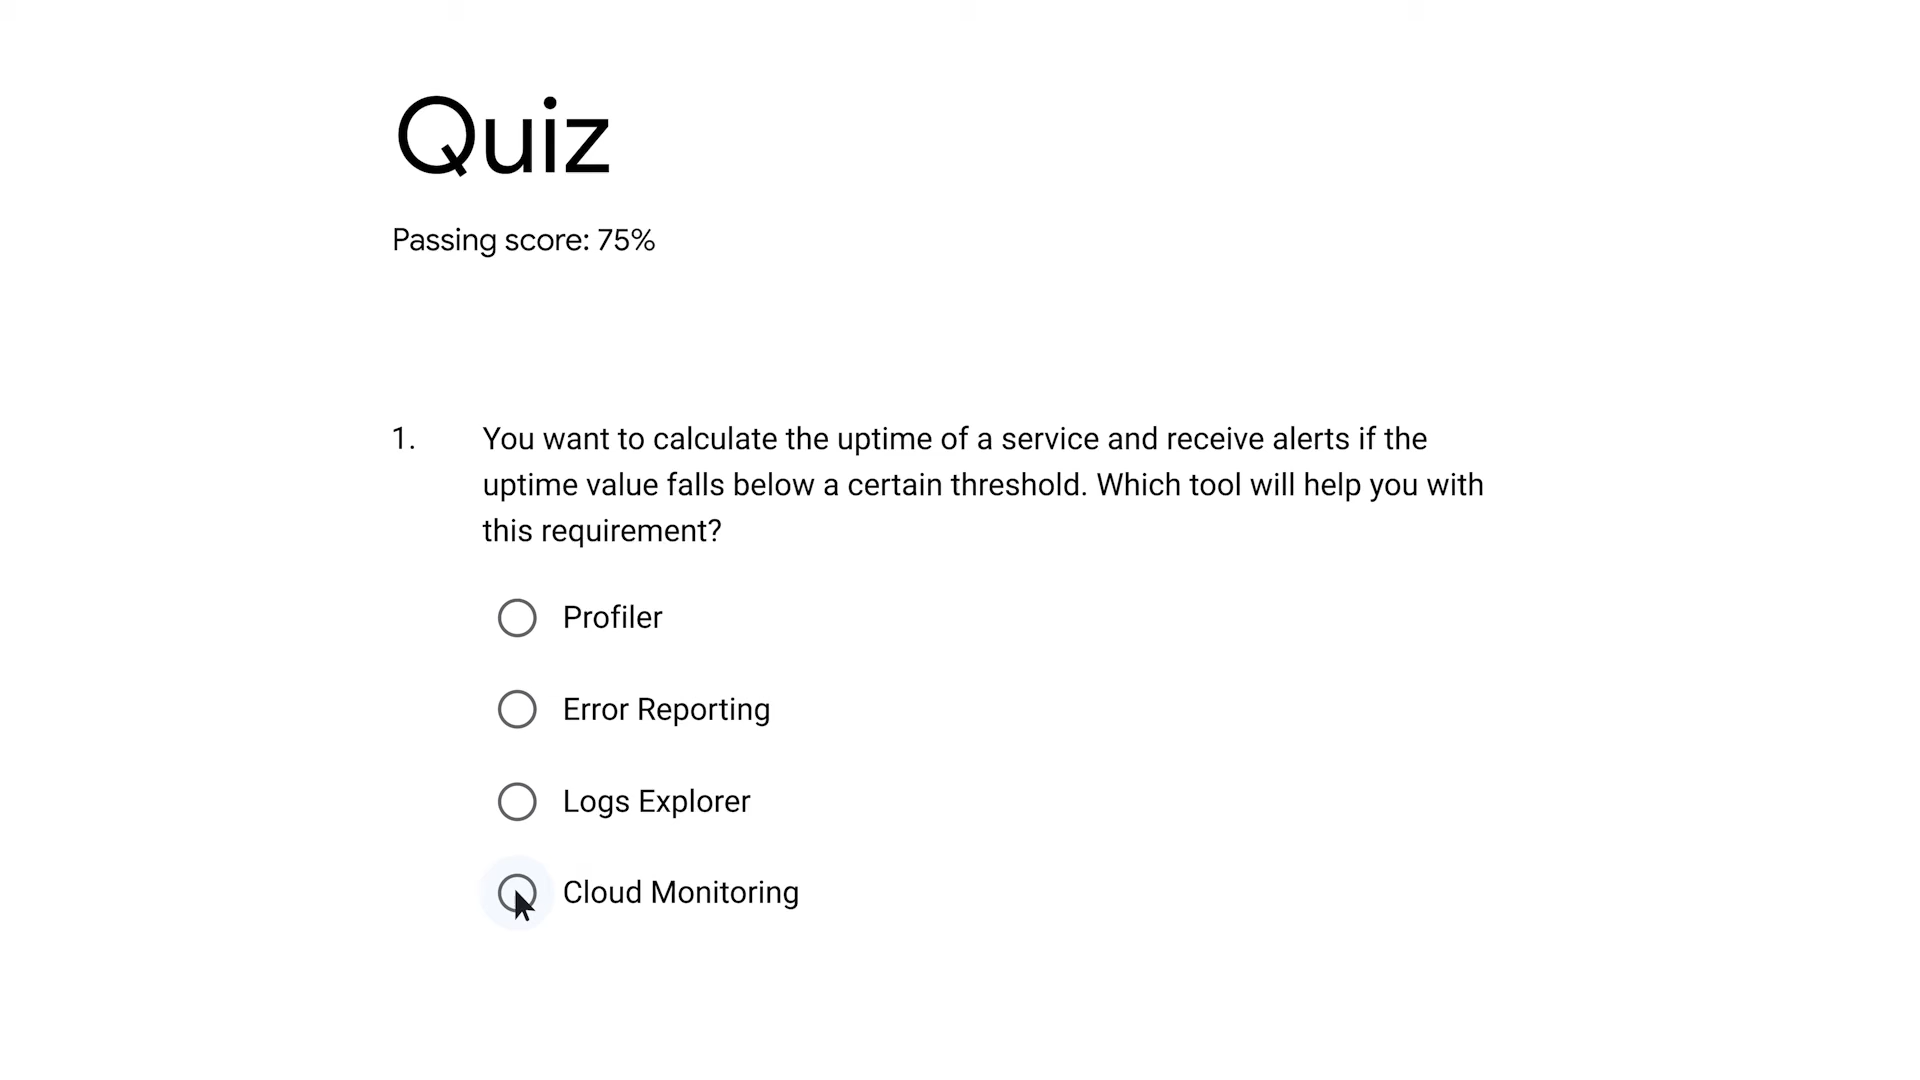 Quiz
Passing score: 75%
1. You want to calculate the uptime of a service and receive alerts if the
uptime value falls below a certain threshold. Which tool will help you with
this requirement?
Profiler
Error Reporting
Logs Explorer
Cloud Monitoring